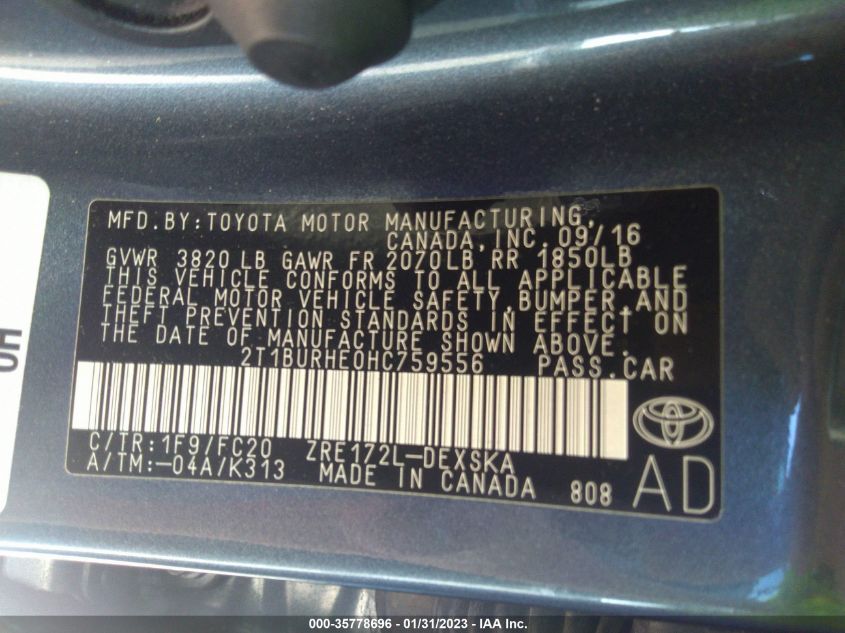 MFD.BY:TOYOTA MOTOR MANUFACTURING,
CANADA,INC. 09/16
GVWR 3820 LB GAWR FR 2070LB RR 1850LB
THIS VEHICLE CONFORMS TO ALL APPLICABLE
FEDERAL MOTOR VEHICLE SAFETY,BUMPER,AND
THEFT PREVENTION STANDARDS IN EFFECT ON
THE DATE OF MANUFACTURE SHOWN ABOVE.
2T1BURHE0HC759556 PASS.CAR
C/TR:1F9/FC20 ZRE172L-DEXSKA
A/TM:-04A/K313 MADE IN CANADA 808
AD
000-35778696 - 01/31/2023 - IAA Inc.